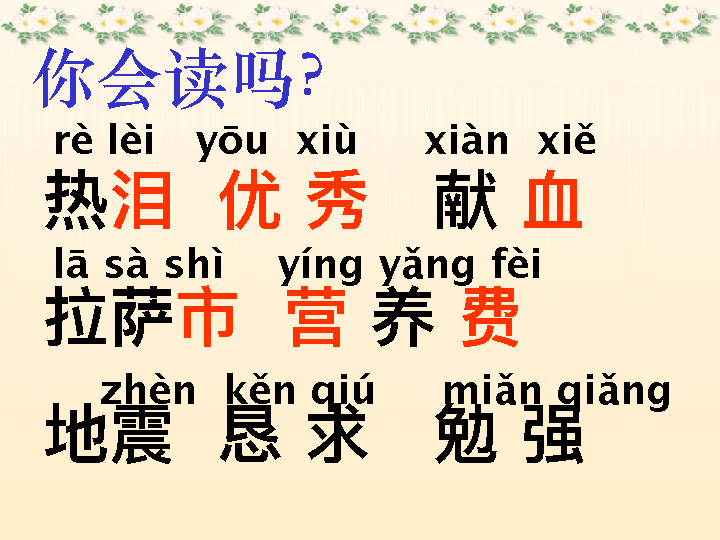 你会读吗?
rè lèi yōu xiù xiàn xiě
热泪 优 秀 献 血
lā sà shì yíng yǎng fèi
拉萨市 营 养 费
zhèn kěn qiú miǎn qiǎng
地震 恳 求 勉 强